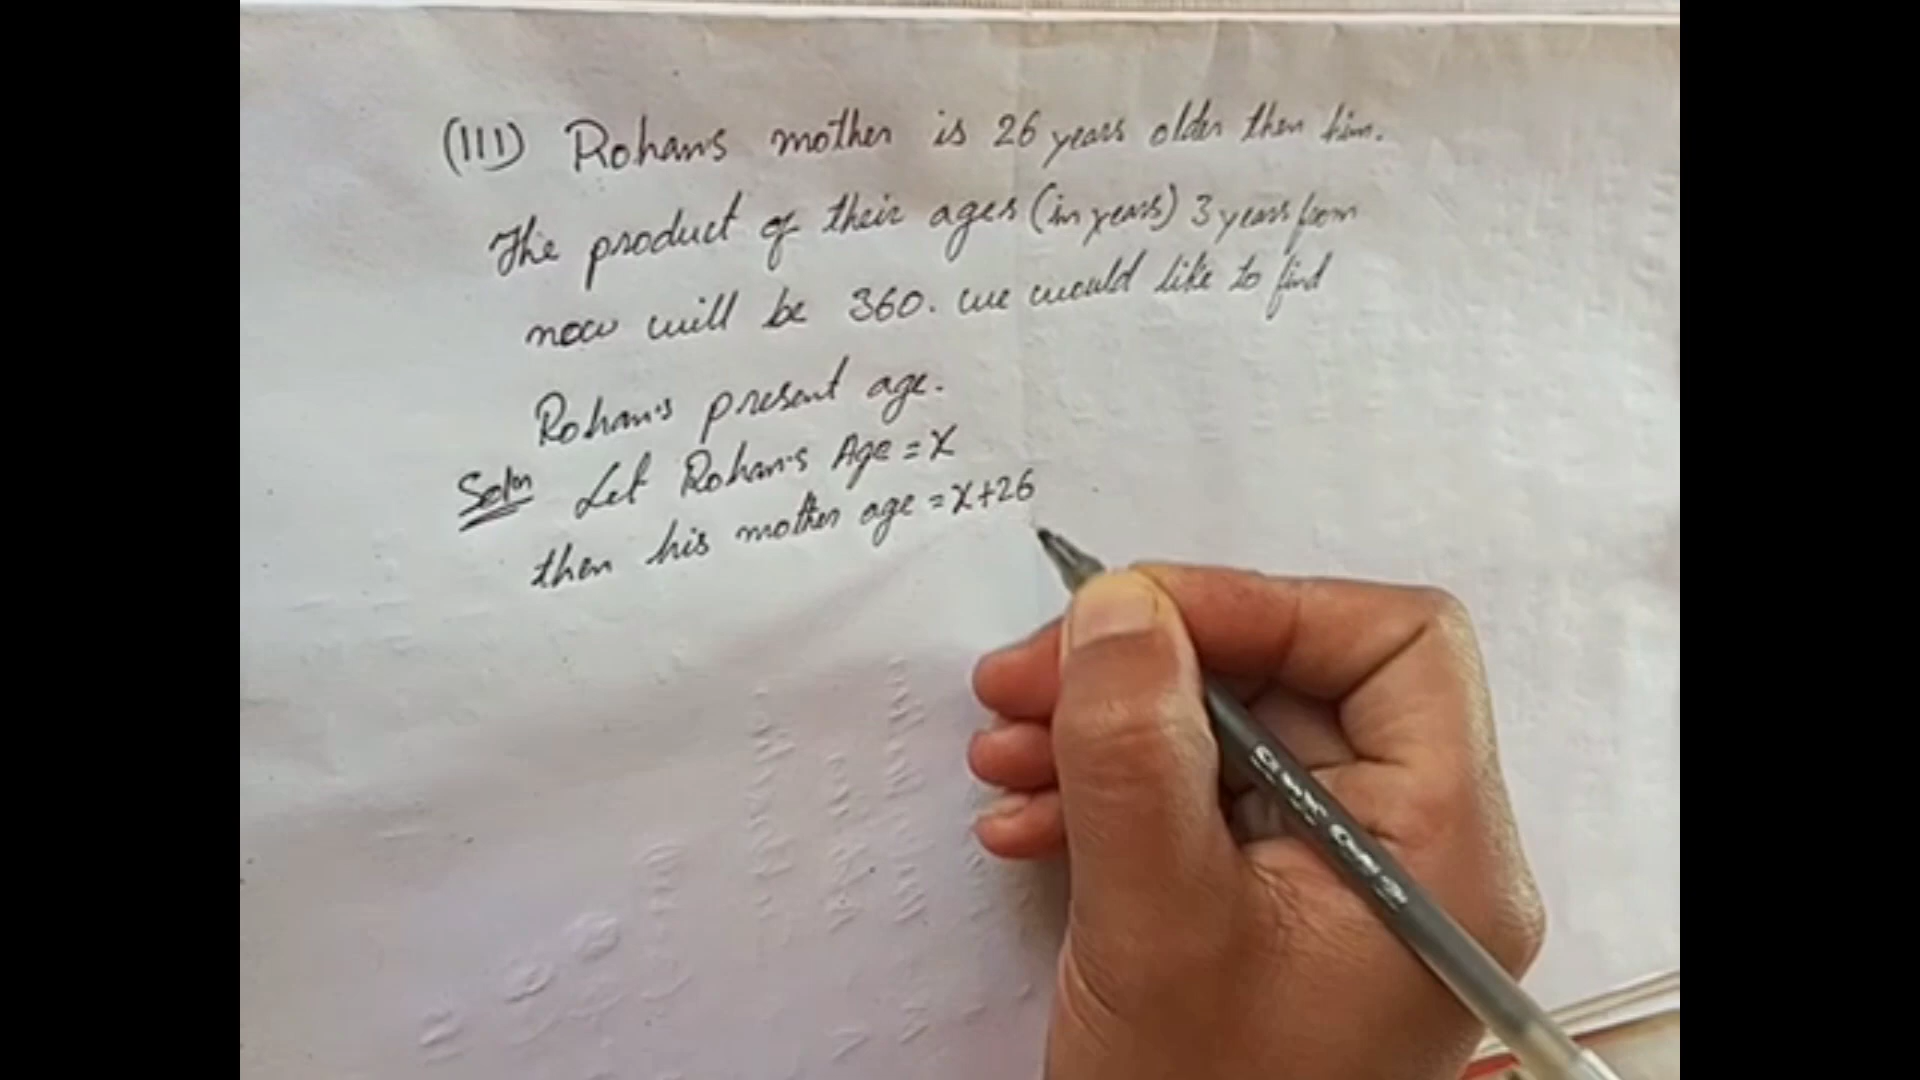 (III) Rohan's mother is 26 years older then him.
The product of their ages (in years) 3 years from
now will be 360. we would like to find
Rohan's present age.
Soln Let Rohan's Age = x
then his mother age = x+26